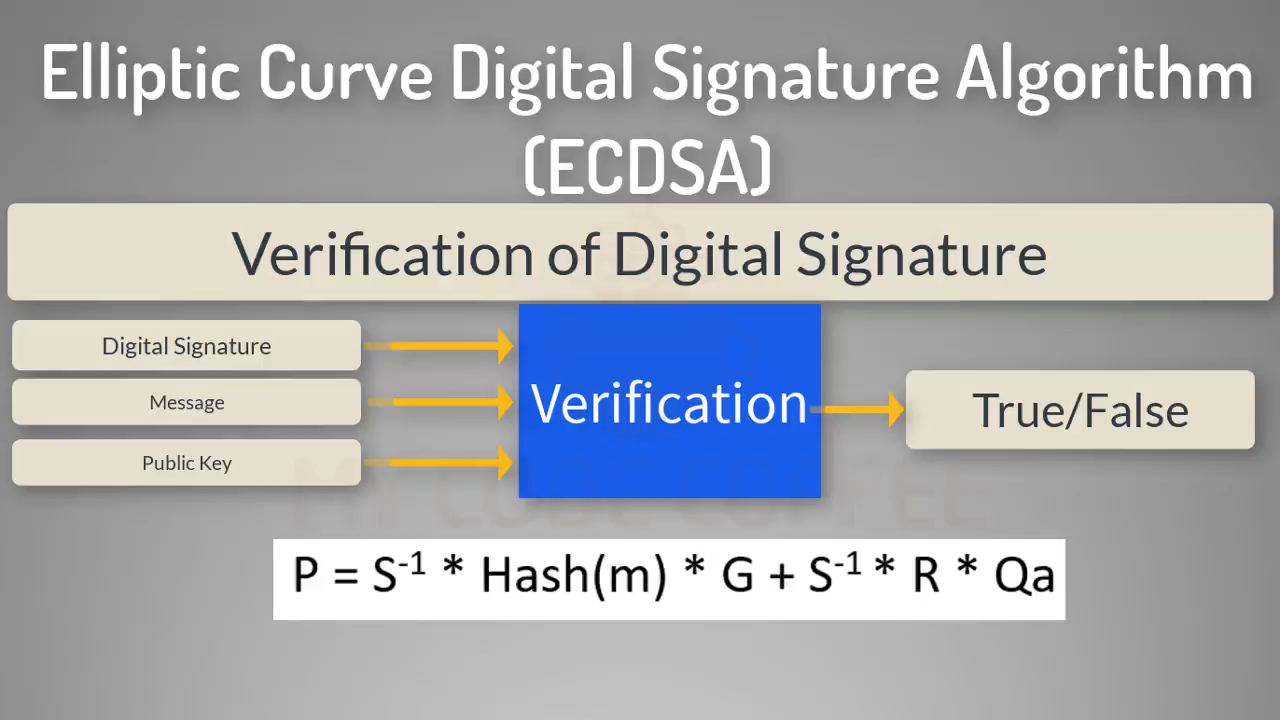 Elliptic Curve Digital Signature Algorithm
(ECDSA)
Verification of Digital Signature
Digital Signature
Message
Public Key
Verification
True/False
P = S⁻¹ * Hash(m) * G + S⁻¹ * R * Qa